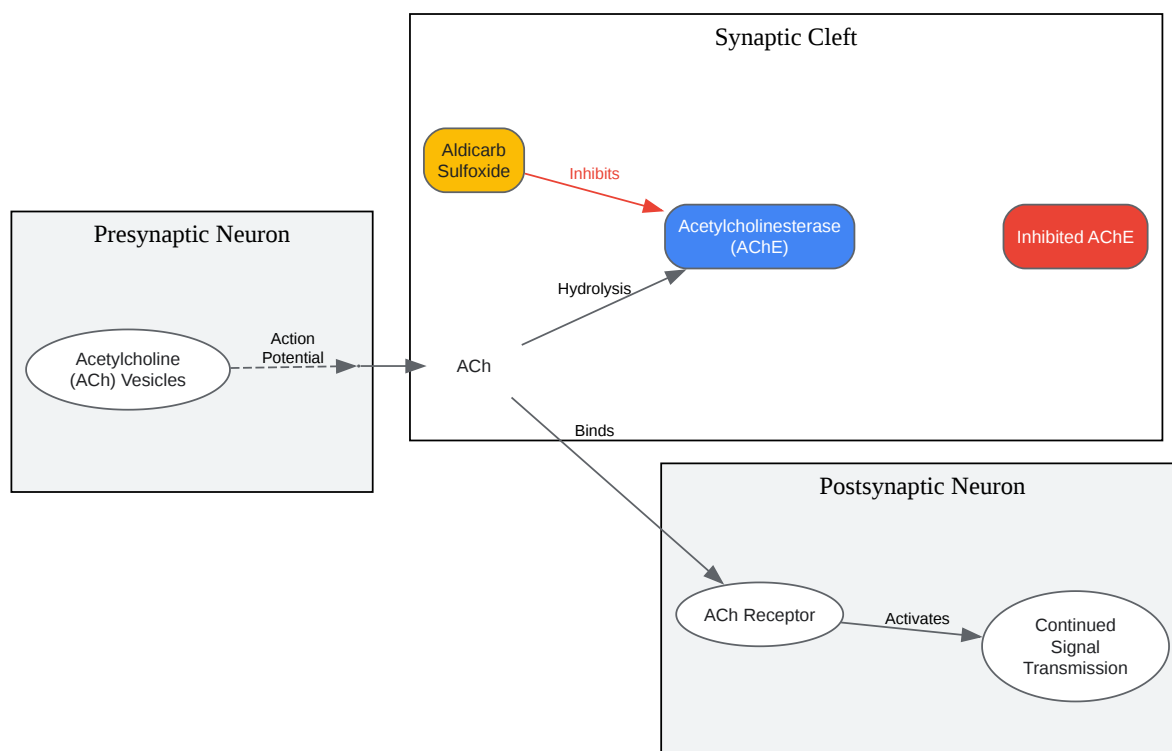 Synaptic Cleft
Aldicarb
Sulfoxide
Inhibits
Acetylcholinesterase
(AChE)
Inhibited AChE
Presynaptic Neuron
Hydrolysis
Action
Potential
Acetylcholine
(ACh) Vesicles
ACh
Binds
Postsynaptic Neuron
ACh Receptor
Activates
Continued
Signal
Transmission